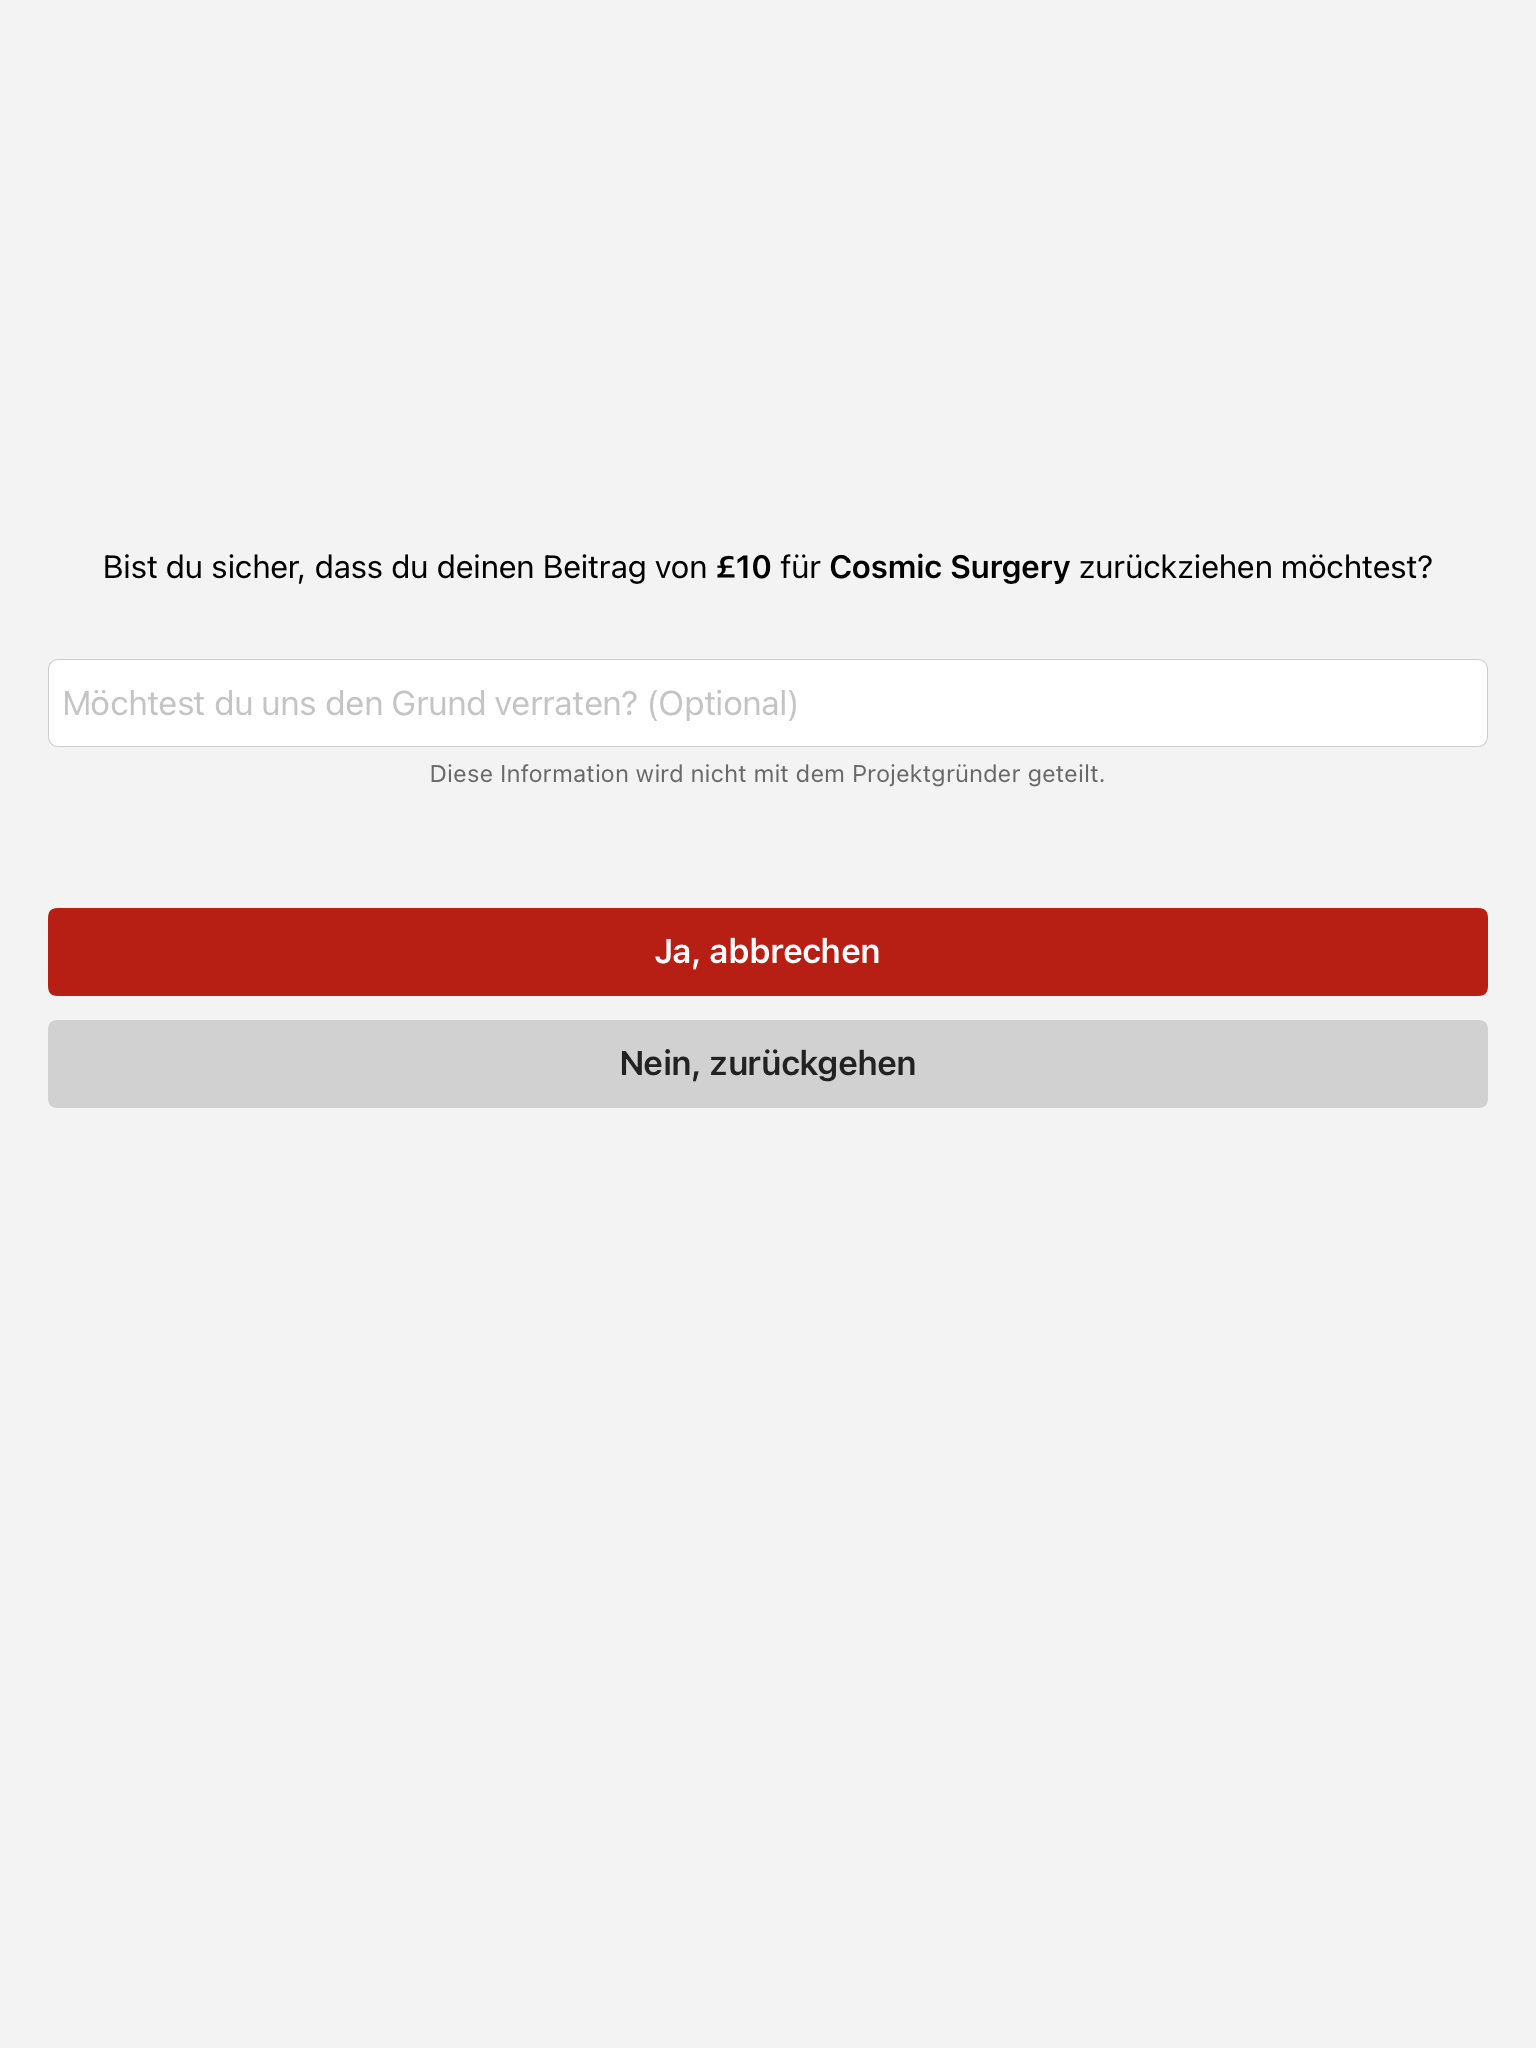 Bist du sicher, dass du deinen Beitrag von £10 für Cosmic Surgery zurückziehen möchtest?
Möchtest du uns den Grund verraten? (Optional)
Diese Information wird nicht mit dem Projektgründer geteilt.
Ja, abbrechen
Nein, zurückgehen